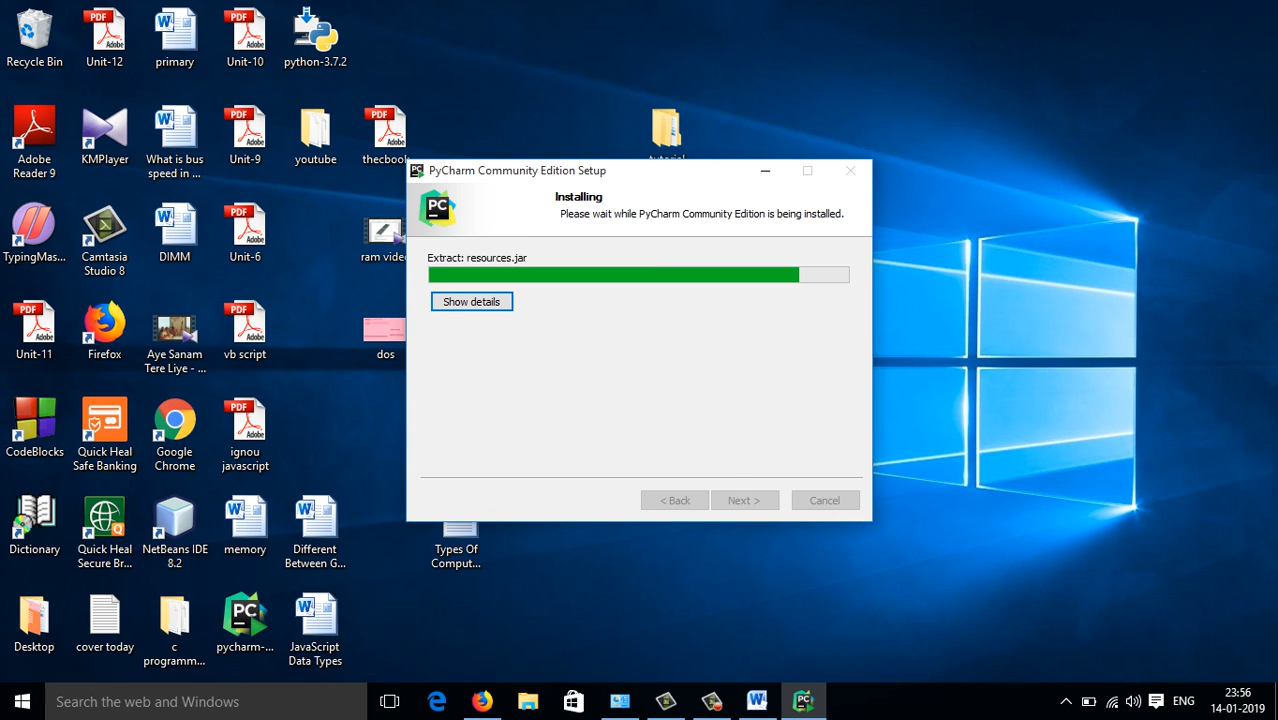 Recycle Bin
Unit-12
primary
Unit-10
python-3.7.2
Adobe
Reader 9
KMPlayer
What is bus
speed in ...
Unit-9
youtube
thecbook
TypingMas...
Camtasia
Studio 8
DIMM
Unit-6
ram vide
Unit-11
Firefox
Aye Sanam
Tere Liye - ...
vb script
dos
CodeBlocks
Quick Heal
Safe Banking
Google
Chrome
ignou
javascript
Dictionary
Quick Heal
Secure Br...
NetBeans IDE
8.2
memory
Different
Between G...
Types Of
Comput...
Desktop
cover today
c
programm...
pycharm-...
JavaScript
Data Types
PyCharm Community Edition Setup
PC
Installing
Please wait while PyCharm Community Edition is being installed.
Extract: resources.jar
Show details
< Back
Next >
Cancel
Search the web and Windows
ENG
23:56
14-01-2019